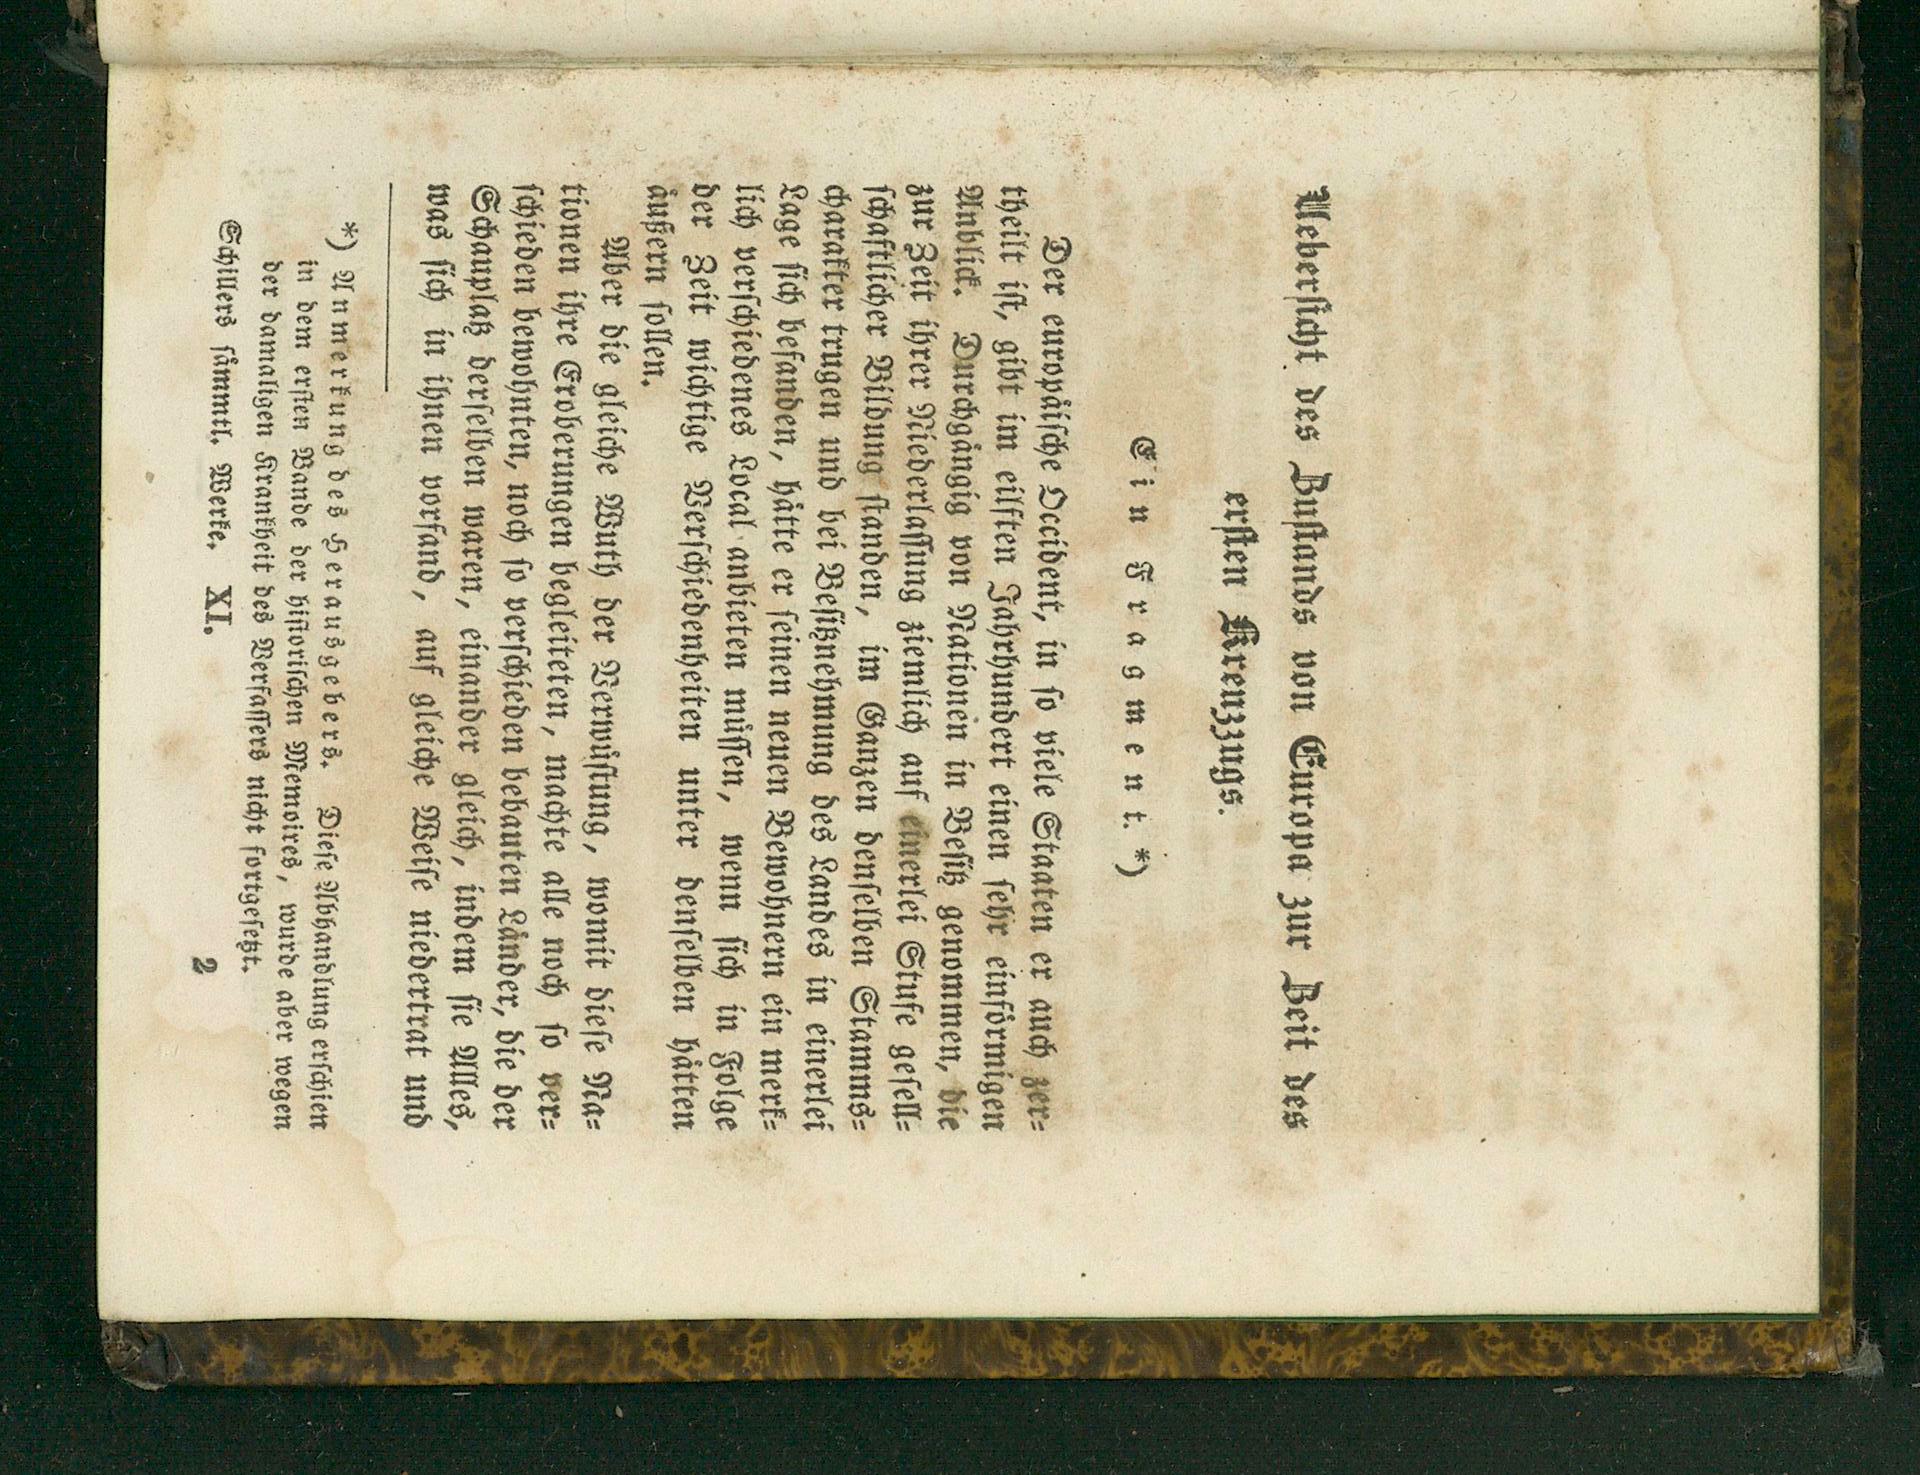 Ueberſicht des Zuſtands von Europa zur Zeit des
erſten Kreuzzugs.
Ein Fragment. *)
Der europäiſche Occident, in ſo viele Staaten er auch zer=
theilt iſt, gibt im eilften Jahrhundert einen ſehr einförmigen
Anblick. Durchgängig von Nationen in Beſitz genommen, die
zur Zeit ihrer Niederlaſſung ziemlich auf einerlei Stufe geſell=
ſchaftlicher Bildung ſtanden, im Ganzen denſelben Stamms=
charakter trugen und bei Beſitznehmung des Landes in einerlei
Lage ſich befanden, hätte er ſeinen neuen Bewohnern ein merk=
lich verſchiedenes Local anbieten müſſen, wenn ſich in Folge
der Zeit wichtige Verſchiedenheiten unter denſelben hätten
äußern ſollen.
Aber die gleiche Wuth der Verwüſtung, womit dieſe Na=
tionen ihre Eroberungen begleiteten, machte alle noch ſo ver=
ſchieden bewohnten, noch ſo verſchieden bebauten Länder, die der
Schauplatz derſelben waren, einander gleich, indem ſie Alles,
was ſich in ihnen vorfand, auf gleiche Weiſe niedertrat und
*) Anmerkung des Herausgebers. Dieſe Abhandlung erſchien
in dem erſten Bande der hiſtoriſchen Memoires, wurde aber wegen
der damaligen Krankheit des Verfaſſers nicht fortgeſetzt.
Schillers ſämmtl. Werke. XI. 2